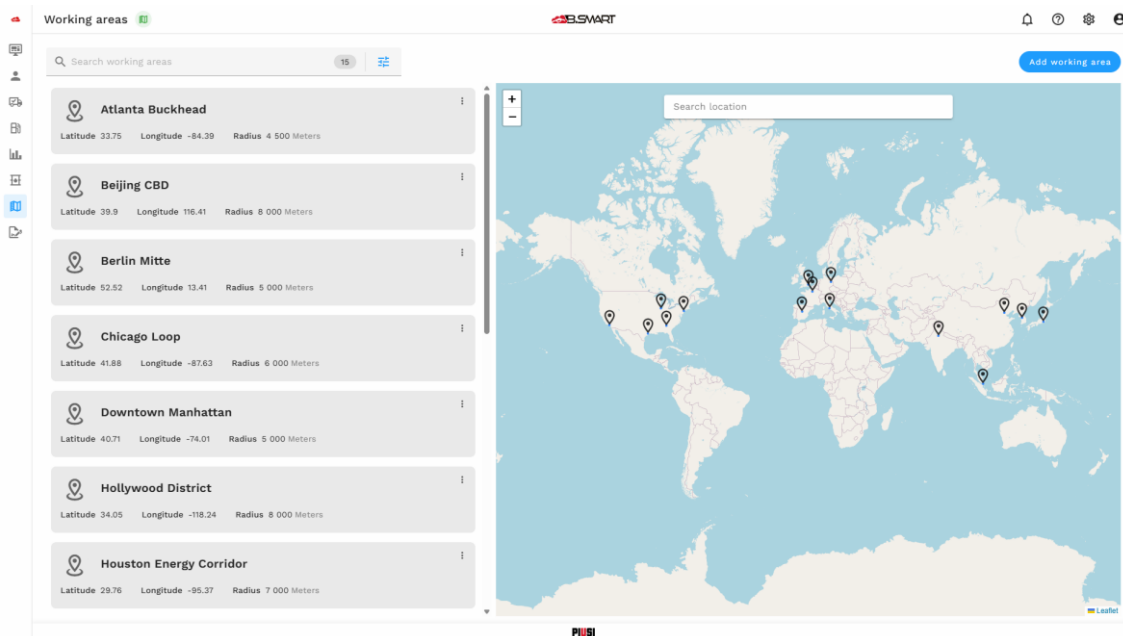 Working areas
B.SMART
Search working areas
15
Add working area
Atlanta Buckhead
Latitude 33.75 Longitude -84.39 Radius 4 500 Meters
Beijing CBD
Latitude 39.9 Longitude 116.41 Radius 8 000 Meters
Berlin Mitte
Latitude 52.52 Longitude 13.41 Radius 5 000 Meters
Chicago Loop
Latitude 41.88 Longitude -87.63 Radius 6 000 Meters
Downtown Manhattan
Latitude 40.71 Longitude -74.01 Radius 5 000 Meters
Hollywood District
Latitude 34.05 Longitude -118.24 Radius 8 000 Meters
Houston Energy Corridor
Latitude 29.76 Longitude -95.37 Radius 7 000 Meters
+
−
Search location
Leaflet
PIUSI